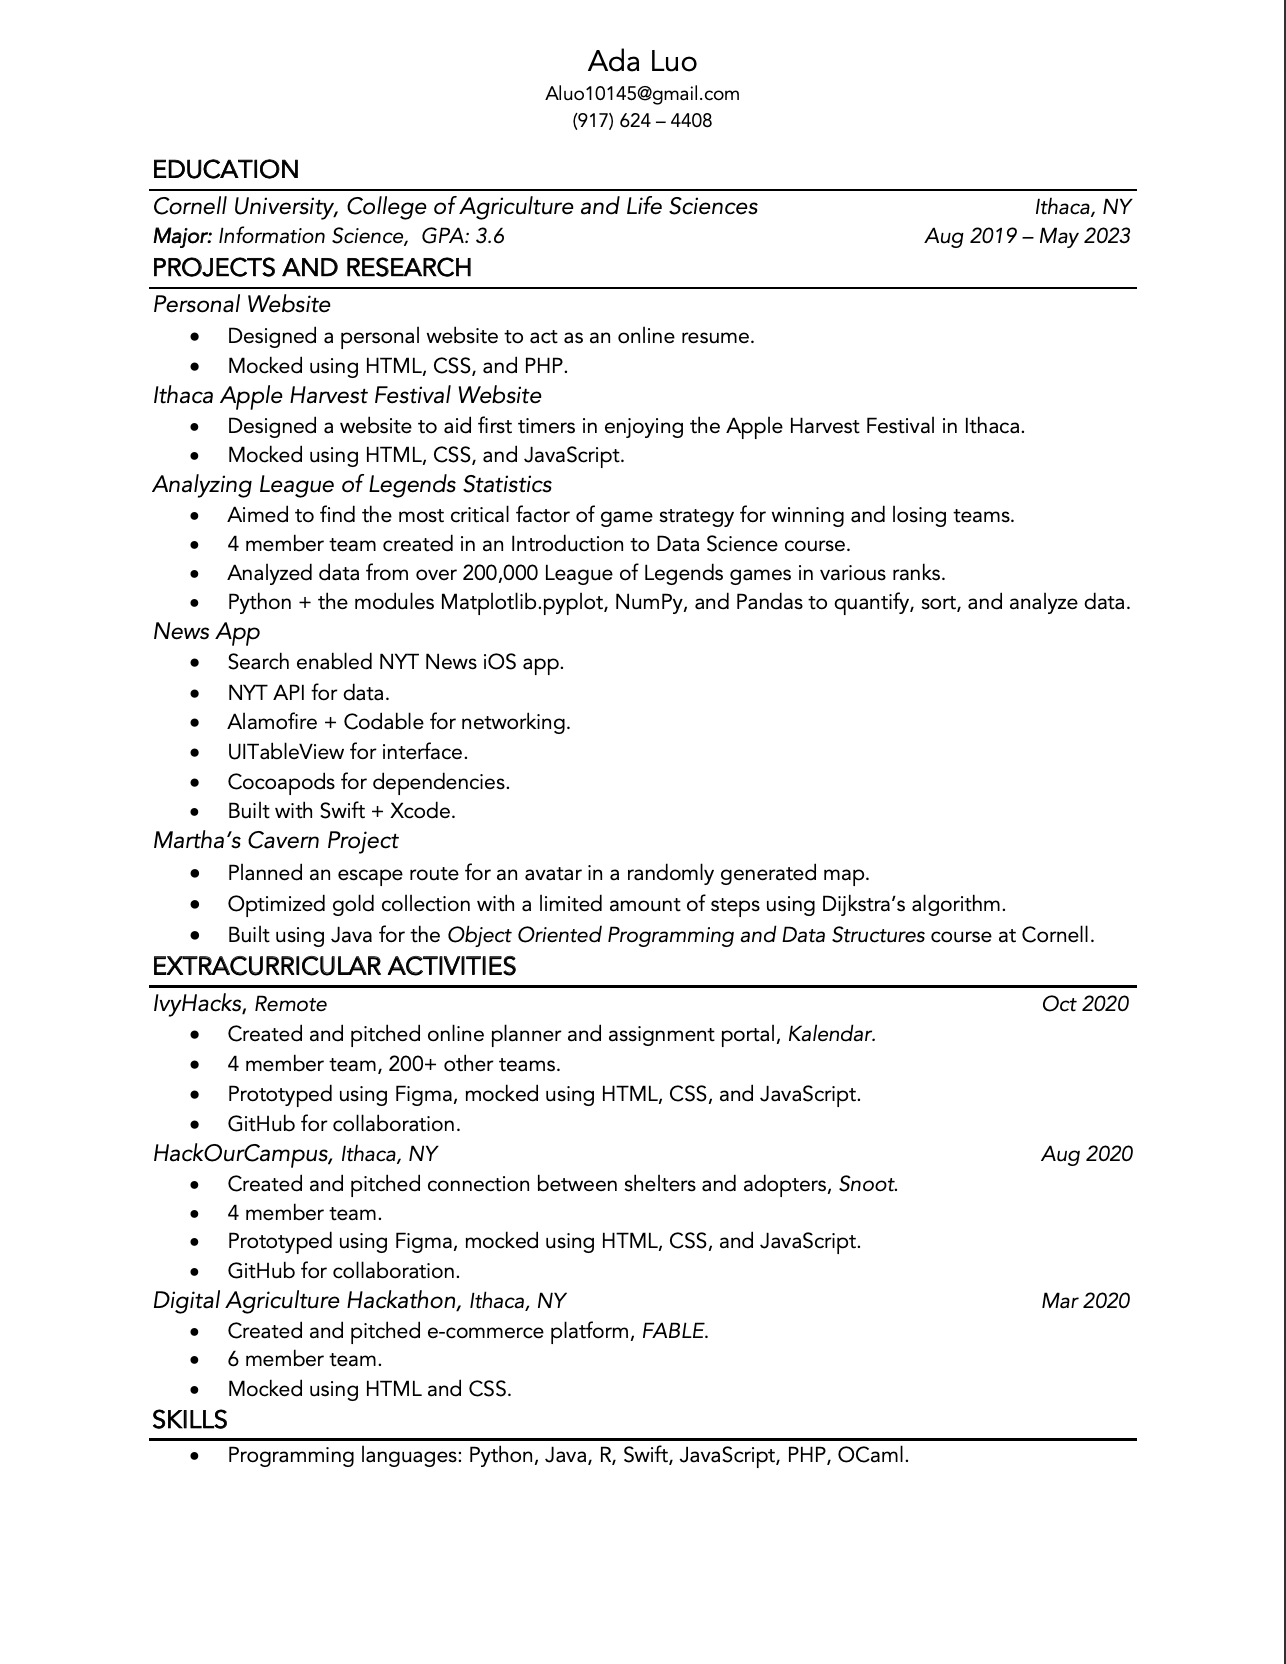 Ada Luo
Aluo10145@gmail.com
(917) 624 – 4408
EDUCATION
Cornell University, College of Agriculture and Life Sciences Ithaca, NY
Major: Information Science, GPA: 3.6 Aug 2019 – May 2023
PROJECTS AND RESEARCH
Personal Website
• Designed a personal website to act as an online resume.
• Mocked using HTML, CSS, and PHP.
Ithaca Apple Harvest Festival Website
• Designed a website to aid first timers in enjoying the Apple Harvest Festival in Ithaca.
• Mocked using HTML, CSS, and JavaScript.
Analyzing League of Legends Statistics
• Aimed to find the most critical factor of game strategy for winning and losing teams.
• 4 member team created in an Introduction to Data Science course.
• Analyzed data from over 200,000 League of Legends games in various ranks.
• Python + the modules Matplotlib.pyplot, NumPy, and Pandas to quantify, sort, and analyze data.
News App
• Search enabled NYT News iOS app.
• NYT API for data.
• Alamofire + Codable for networking.
• UITableView for interface.
• Cocoapods for dependencies.
• Built with Swift + Xcode.
Martha’s Cavern Project
• Planned an escape route for an avatar in a randomly generated map.
• Optimized gold collection with a limited amount of steps using Dijkstra’s algorithm.
• Built using Java for the Object Oriented Programming and Data Structures course at Cornell.
EXTRACURRICULAR ACTIVITIES
IvyHacks, Remote Oct 2020
• Created and pitched online planner and assignment portal, Kalendar.
• 4 member team, 200+ other teams.
• Prototyped using Figma, mocked using HTML, CSS, and JavaScript.
• GitHub for collaboration.
HackOurCampus, Ithaca, NY Aug 2020
• Created and pitched connection between shelters and adopters, Snoot.
• 4 member team.
• Prototyped using Figma, mocked using HTML, CSS, and JavaScript.
• GitHub for collaboration.
Digital Agriculture Hackathon, Ithaca, NY Mar 2020
• Created and pitched e-commerce platform, FABLE.
• 6 member team.
• Mocked using HTML and CSS.
SKILLS
• Programming languages: Python, Java, R, Swift, JavaScript, PHP, OCaml.